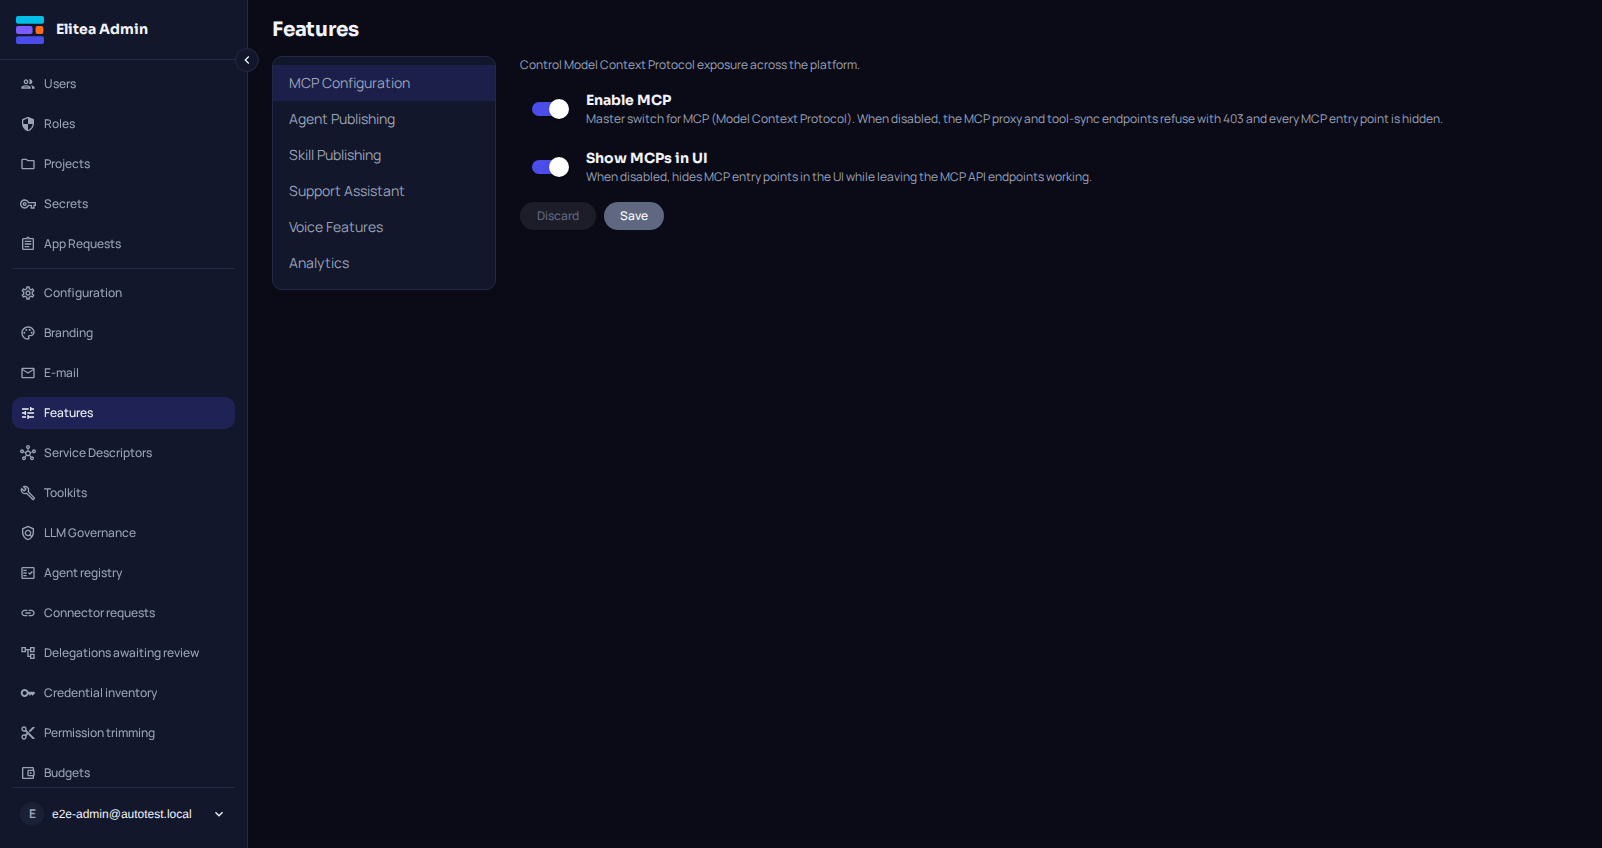 Elitea Admin
Users
Roles
Projects
Secrets
App Requests
Configuration
Branding
E-mail
Features
Service Descriptors
Toolkits
LLM Governance
Agent registry
Connector requests
Delegations awaiting review
Credential inventory
Permission trimming
Budgets
E e2e-admin@autotest.local
Features
MCP Configuration
Agent Publishing
Skill Publishing
Support Assistant
Voice Features
Analytics
Control Model Context Protocol exposure across the platform.
Enable MCP
Master switch for MCP (Model Context Protocol). When disabled, the MCP proxy and tool-sync endpoints refuse with 403 and every MCP entry point is hidden.
Show MCPs in UI
When disabled, hides MCP entry points in the UI while leaving the MCP API endpoints working.
Discard Save